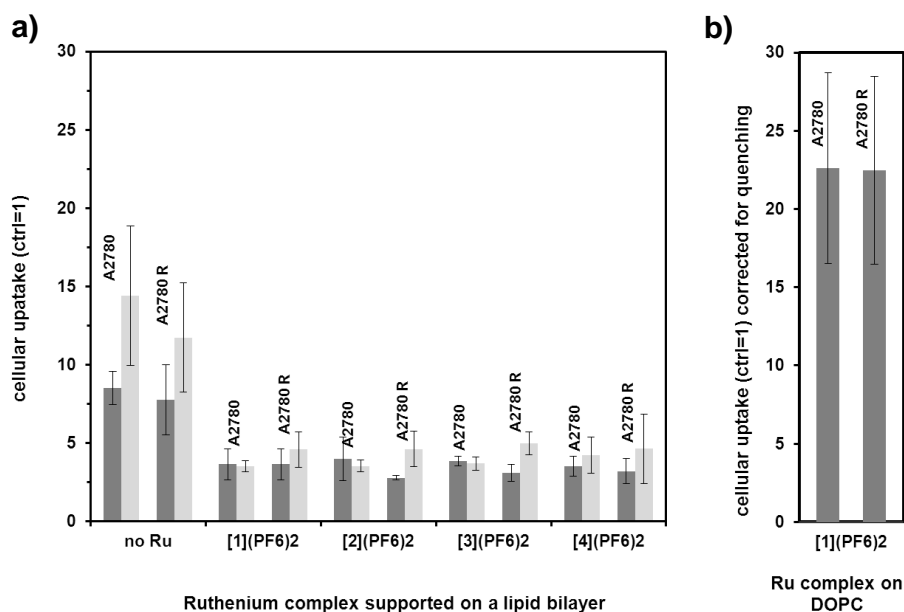 a)
b)
30
25
20
15
10
5
0
cellular upatake (ctrl=1)
A2780
A2780 R
A2780
A2780 R
A2780
A2780 R
A2780
A2780 R
A2780
A2780 R
no Ru
[1](PF6)2
[2](PF6)2
[3](PF6)2
[4](PF6)2
Ruthenium complex supported on a lipid bilayer
30
25
20
15
10
5
0
cellular uptake (ctrl=1) corrected for quenching
A2780
A2780 R
[1](PF6)2
Ru complex on
DOPC